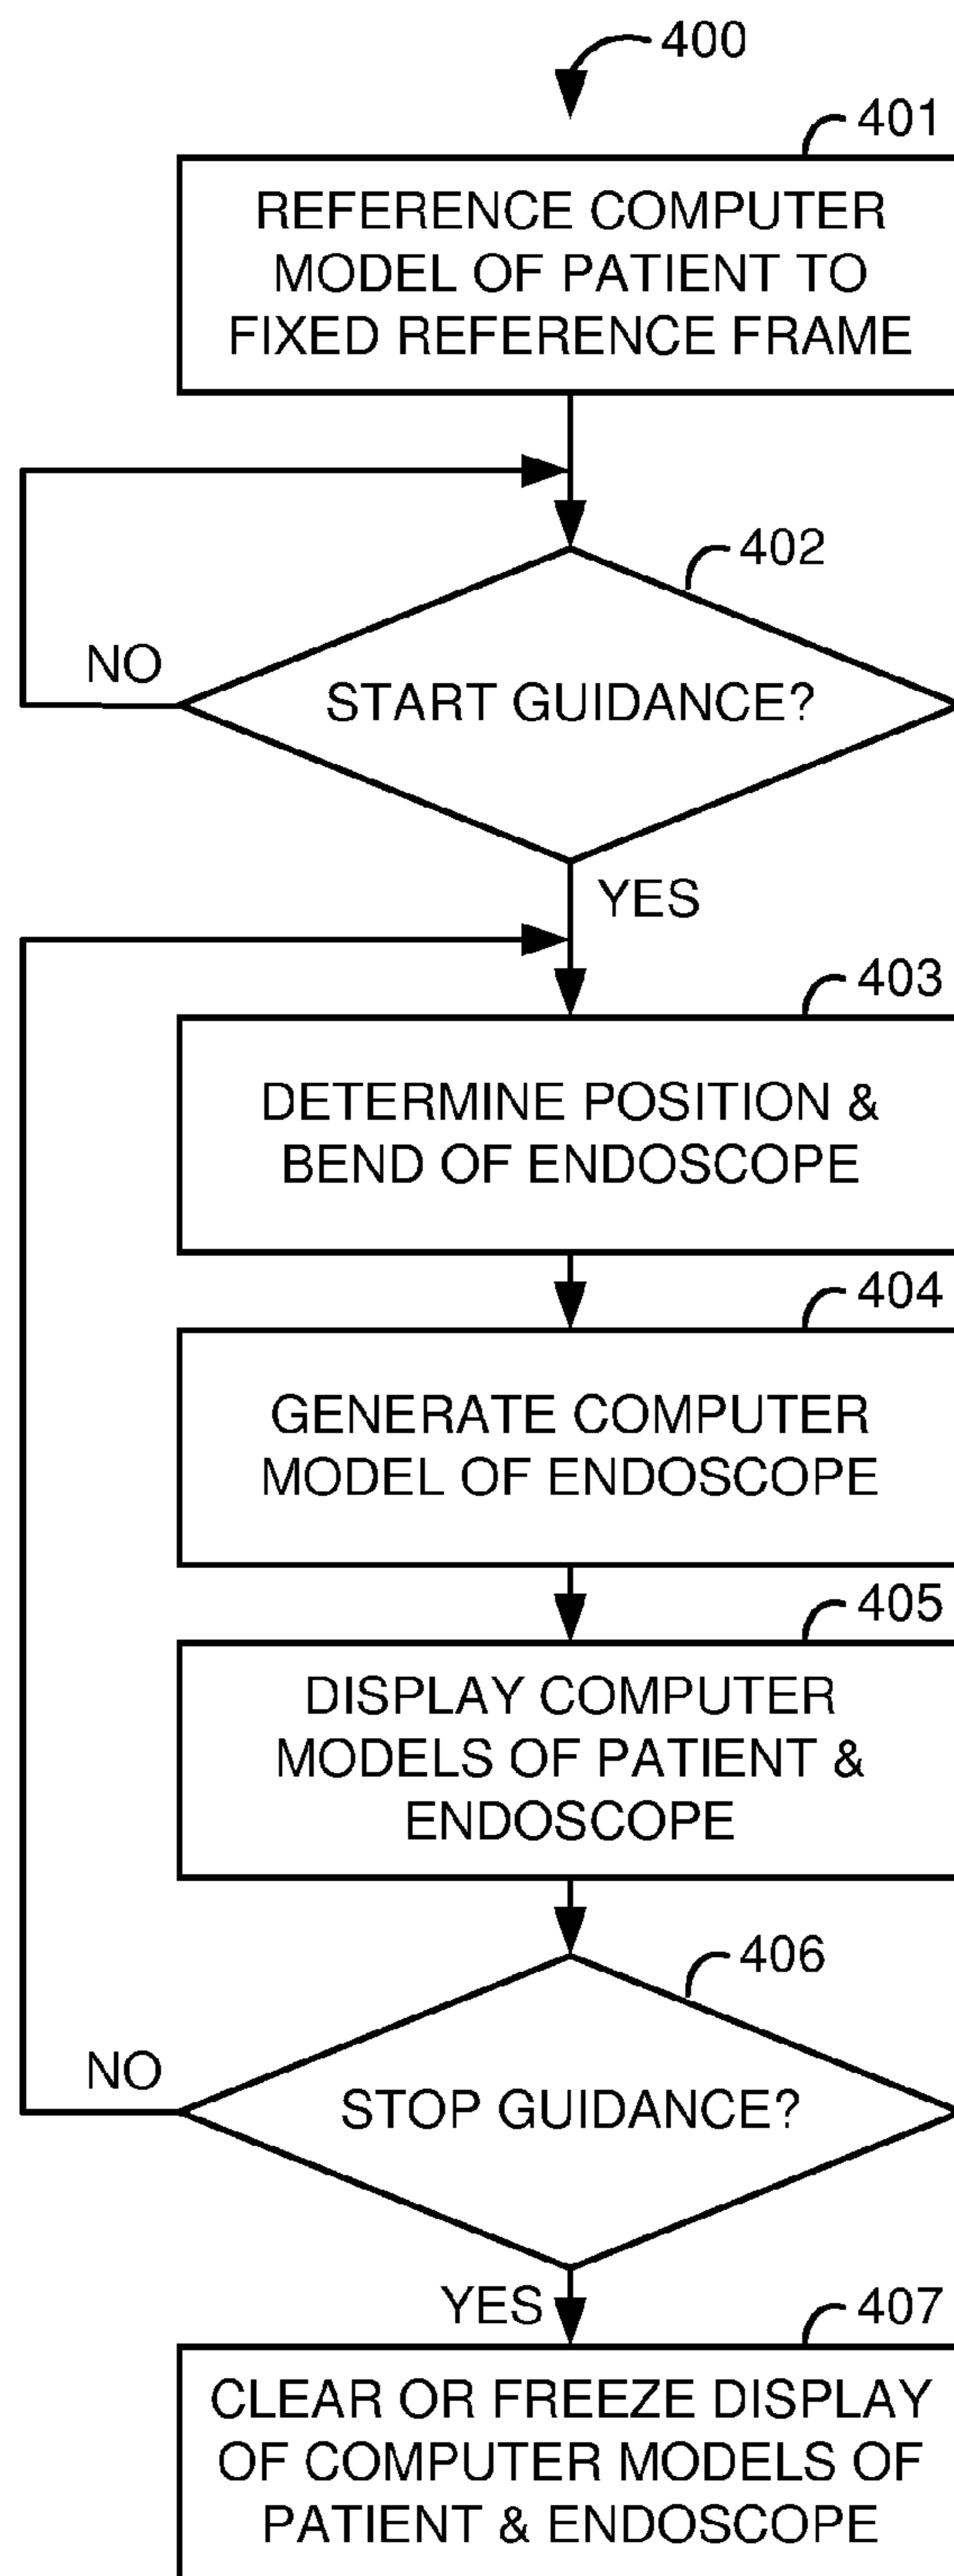 400
401
REFERENCE COMPUTER
MODEL OF PATIENT TO
FIXED REFERENCE FRAME
402
NO
START GUIDANCE?
YES
403
DETERMINE POSITION &
BEND OF ENDOSCOPE
404
GENERATE COMPUTER
MODEL OF ENDOSCOPE
405
DISPLAY COMPUTER
MODELS OF PATIENT &
ENDOSCOPE
406
NO
STOP GUIDANCE?
YES
407
CLEAR OR FREEZE DISPLAY
OF COMPUTER MODELS OF
PATIENT & ENDOSCOPE